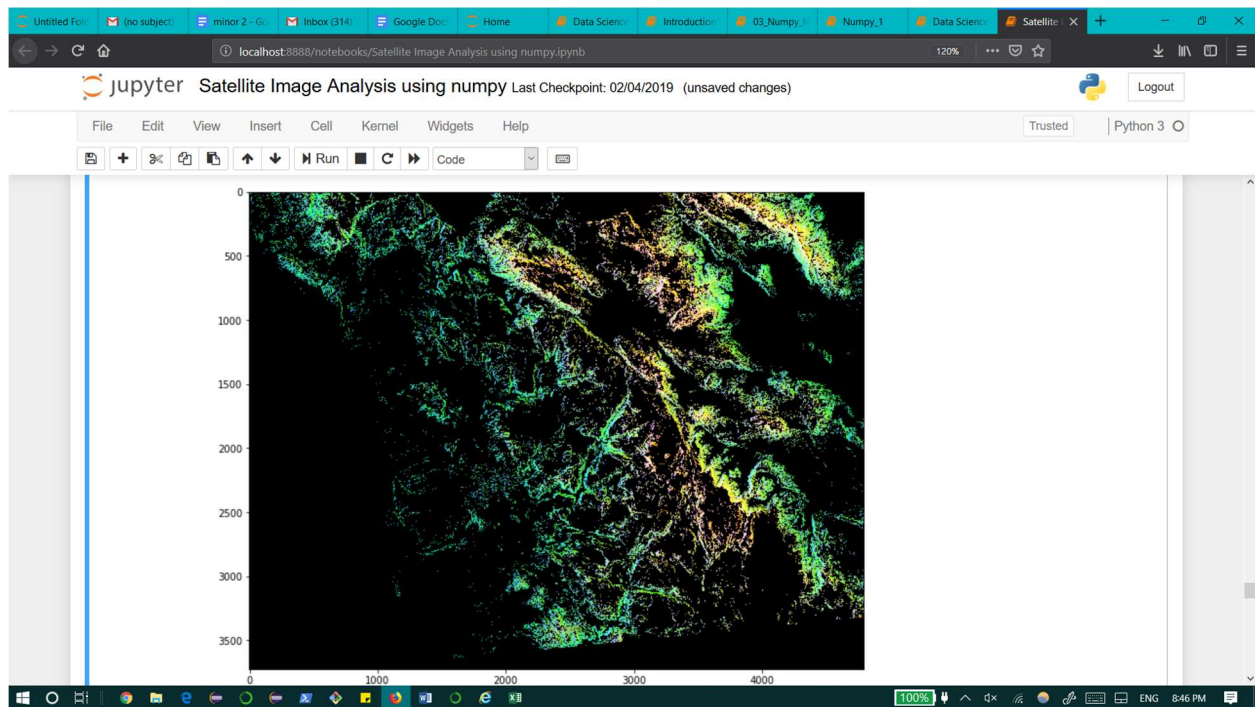 Untitled Fold M (no subject) minor 2 - Go M Inbox (314) - Google Docs Home Data Science Introduction 03_Numpy_N Numpy_1 Data Science Satellite I
localhost:8888/notebooks/Satellite Image Analysis using numpy.ipynb 120%
jupyter Satellite Image Analysis using numpy Last Checkpoint: 02/04/2019 (unsaved changes) Logout
File Edit View Insert Cell Kernel Widgets Help Trusted Python 3
Run Code
0
500
1000
1500
2000
2500
3000
3500
0 1000 2000 3000 4000
100% ENG 8:46 PM